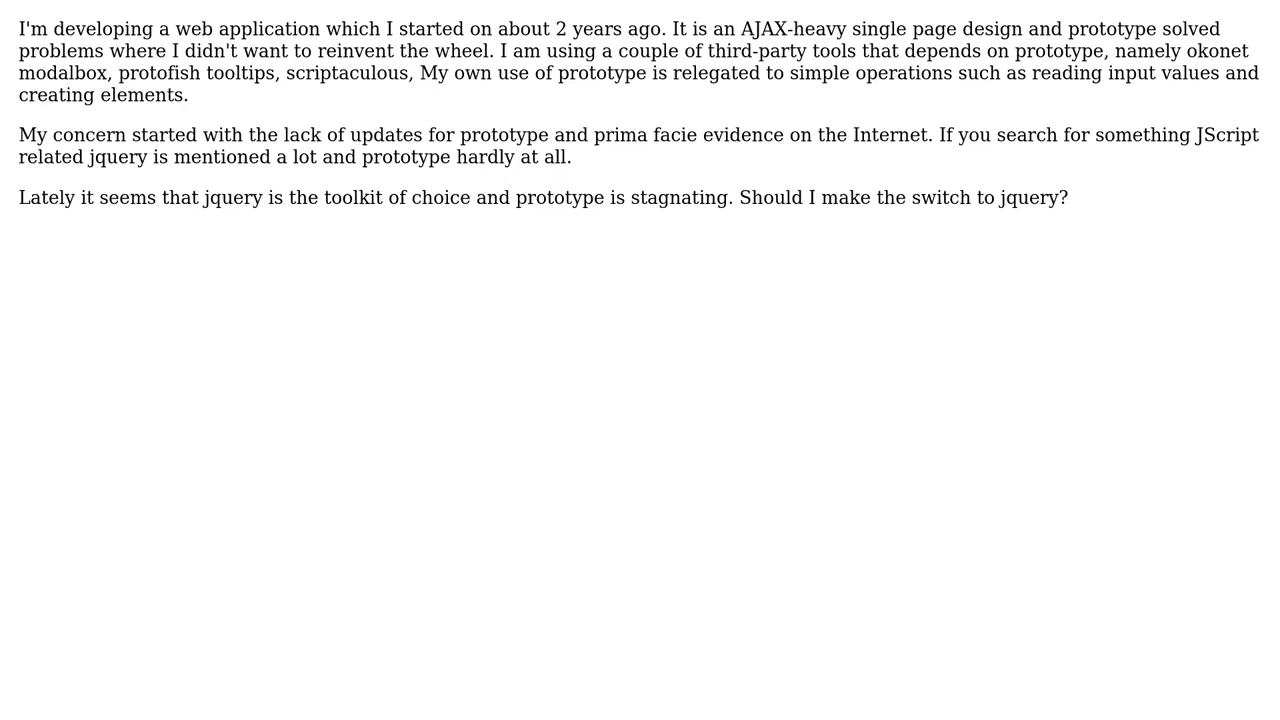 I'm developing a web application which I started on about 2 years ago. It is an AJAX-heavy single page design and prototype solved
problems where I didn't want to reinvent the wheel. I am using a couple of third-party tools that depends on prototype, namely okonet
modalbox, protofish tooltips, scriptaculous, My own use of prototype is relegated to simple operations such as reading input values and
creating elements.
My concern started with the lack of updates for prototype and prima facie evidence on the Internet. If you search for something JScript
related jquery is mentioned a lot and prototype hardly at all.
Lately it seems that jquery is the toolkit of choice and prototype is stagnating. Should I make the switch to jquery?